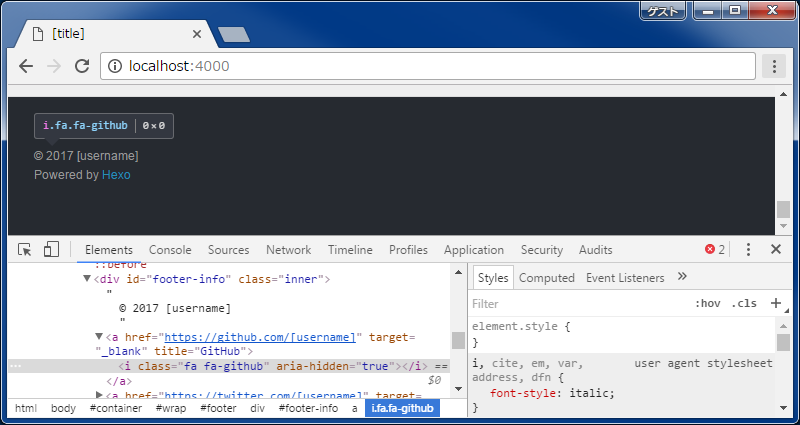 ゲスト
[title]
localhost:4000
i.fa.fa-github 0×0
© 2017 [username]
Powered by Hexo
Elements Console Sources Network Timeline Profiles Application Security Audits 2
::before
<div id="footer-info" class="inner">
"
© 2017 [username]
"
<a href="https://github.com/[username]" target=
"_blank" title="GitHub">
<i class="fa fa-github" aria-hidden="true"></i> ==
$0
</a>
<a href="https://twitter.com/[username]" target=
html body #container #wrap #footer div #footer-info a i.fa.fa-github
Styles Computed Event Listeners »
Filter :hov .cls +
element.style {
}
i, cite, em, var, user agent stylesheet
address, dfn {
font-style: italic;
}